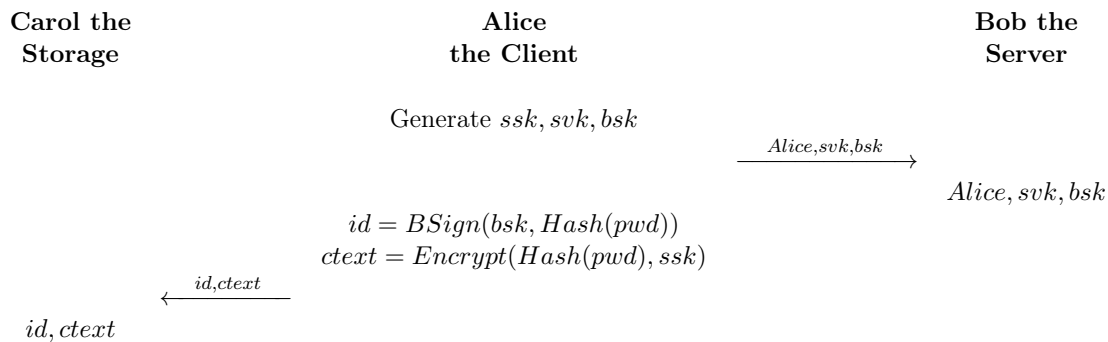 Carol the
Storage
Alice
the Client
Bob the
Server
Generate ssk, svk, bsk
Alice,svk,bsk
Alice, svk, bsk
id = BSign(bsk, Hash(pwd))
ctext = Encrypt(Hash(pwd), ssk)
id,ctext
id, ctext